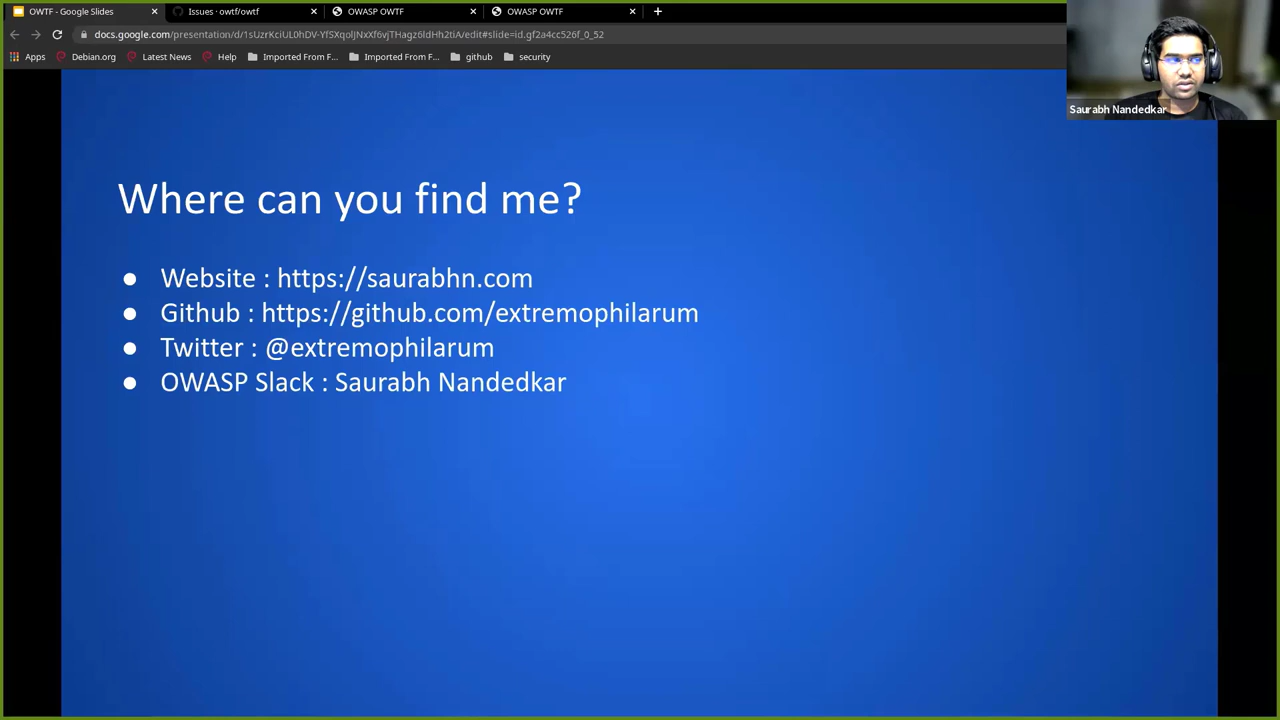 OWTF - Google Slides
Issues · owtf/owtf
OWASP OWTF
OWASP OWTF
docs.google.com/presentation/d/1sUzrKciUL0hDV-YfSXqolJNxXf6vjTHagz6ldHh2tiA/edit#slide=id.gf2a4cc526f_0_52
Apps
Debian.org
Latest News
Help
Imported From F...
Imported From F...
github
security
Saurabh Nandedkar
Where can you find me?
● Website : https://saurabhn.com
● Github : https://github.com/extremophilarum
● Twitter : @extremophilarum
● OWASP Slack : Saurabh Nandedkar